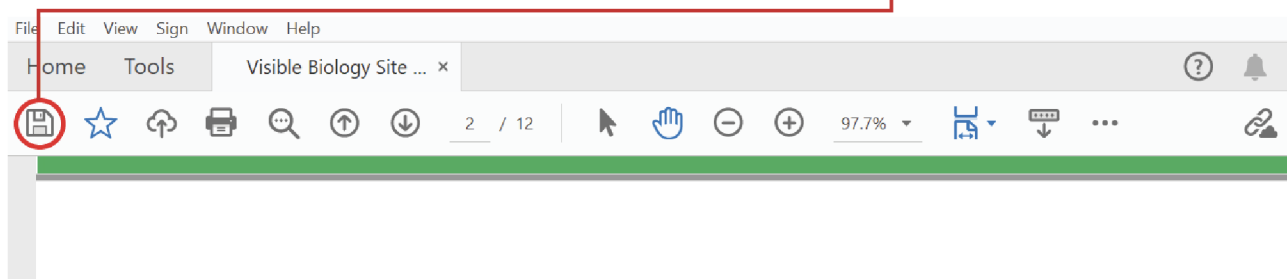 File Edit View Sign Window Help
Home Tools Visible Biology Site ... ×
2 / 12 97.7%